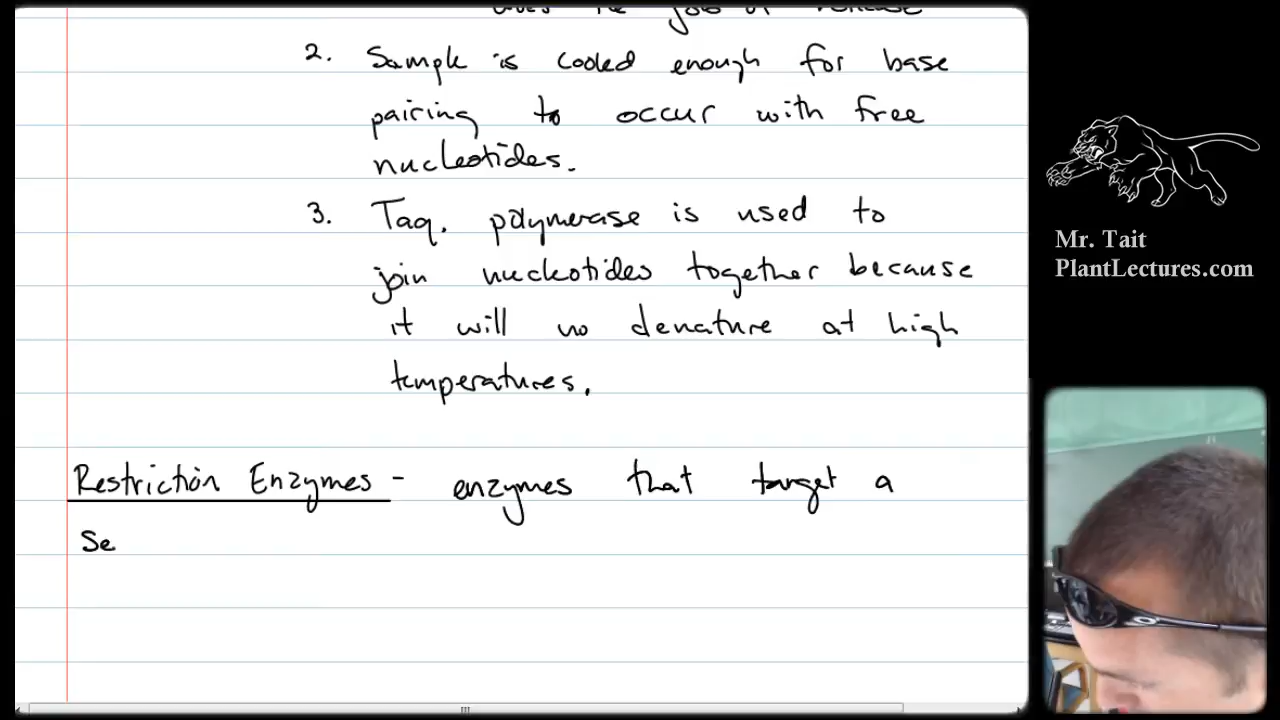 2. Sample is cooled enough for base
pairing to occur with free
nucleotides.
3. Taq. polymerase is used to
join nucleotides together because
it will no denature at high
temperatures.
Restriction Enzymes - enzymes that target a
Se
Mr. Tait
PlantLectures.com